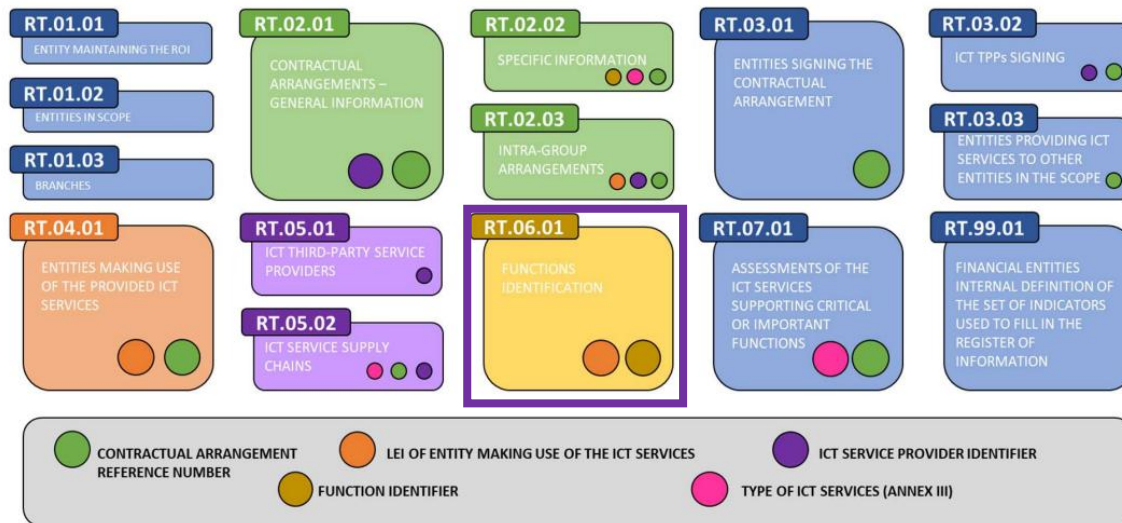 RT.01.01
ENTITY MAINTAINING THE ROI
RT.01.02
ENTITIES IN SCOPE
RT.01.03
BRANCHES
RT.02.01
CONTRACTUAL
ARRANGEMENTS –
GENERAL INFORMATION
RT.02.02
SPECIFIC INFORMATION
RT.02.03
INTRA-GROUP
ARRANGEMENTS
RT.03.01
ENTITIES SIGNING THE
CONTRACTUAL
ARRANGEMENT
RT.03.02
ICT TPPs SIGNING
RT.03.03
ENTITIES PROVIDING ICT
SERVICES TO OTHER
ENTITIES IN THE SCOPE
RT.04.01
ENTITIES MAKING USE
OF THE PROVIDED ICT
SERVICES
RT.05.01
ICT THIRD-PARTY SERVICE
PROVIDERS
RT.05.02
ICT SERVICE SUPPLY
CHAINS
RT.06.01
FUNCTIONS
IDENTIFICATION
RT.07.01
ASSESSMENTS OF THE
ICT SERVICES
SUPPORTING CRITICAL
OR IMPORTANT
FUNCTIONS
RT.99.01
FINANCIAL ENTITIES
INTERNAL DEFINITION OF
THE SET OF INDICATORS
USED TO FILL IN THE
REGISTER OF
INFORMATION
CONTRACTUAL ARRANGEMENT
REFERENCE NUMBER
LEI OF ENTITY MAKING USE OF THE ICT SERVICES
ICT SERVICE PROVIDER IDENTIFIER
FUNCTION IDENTIFIER
TYPE OF ICT SERVICES (ANNEX III)